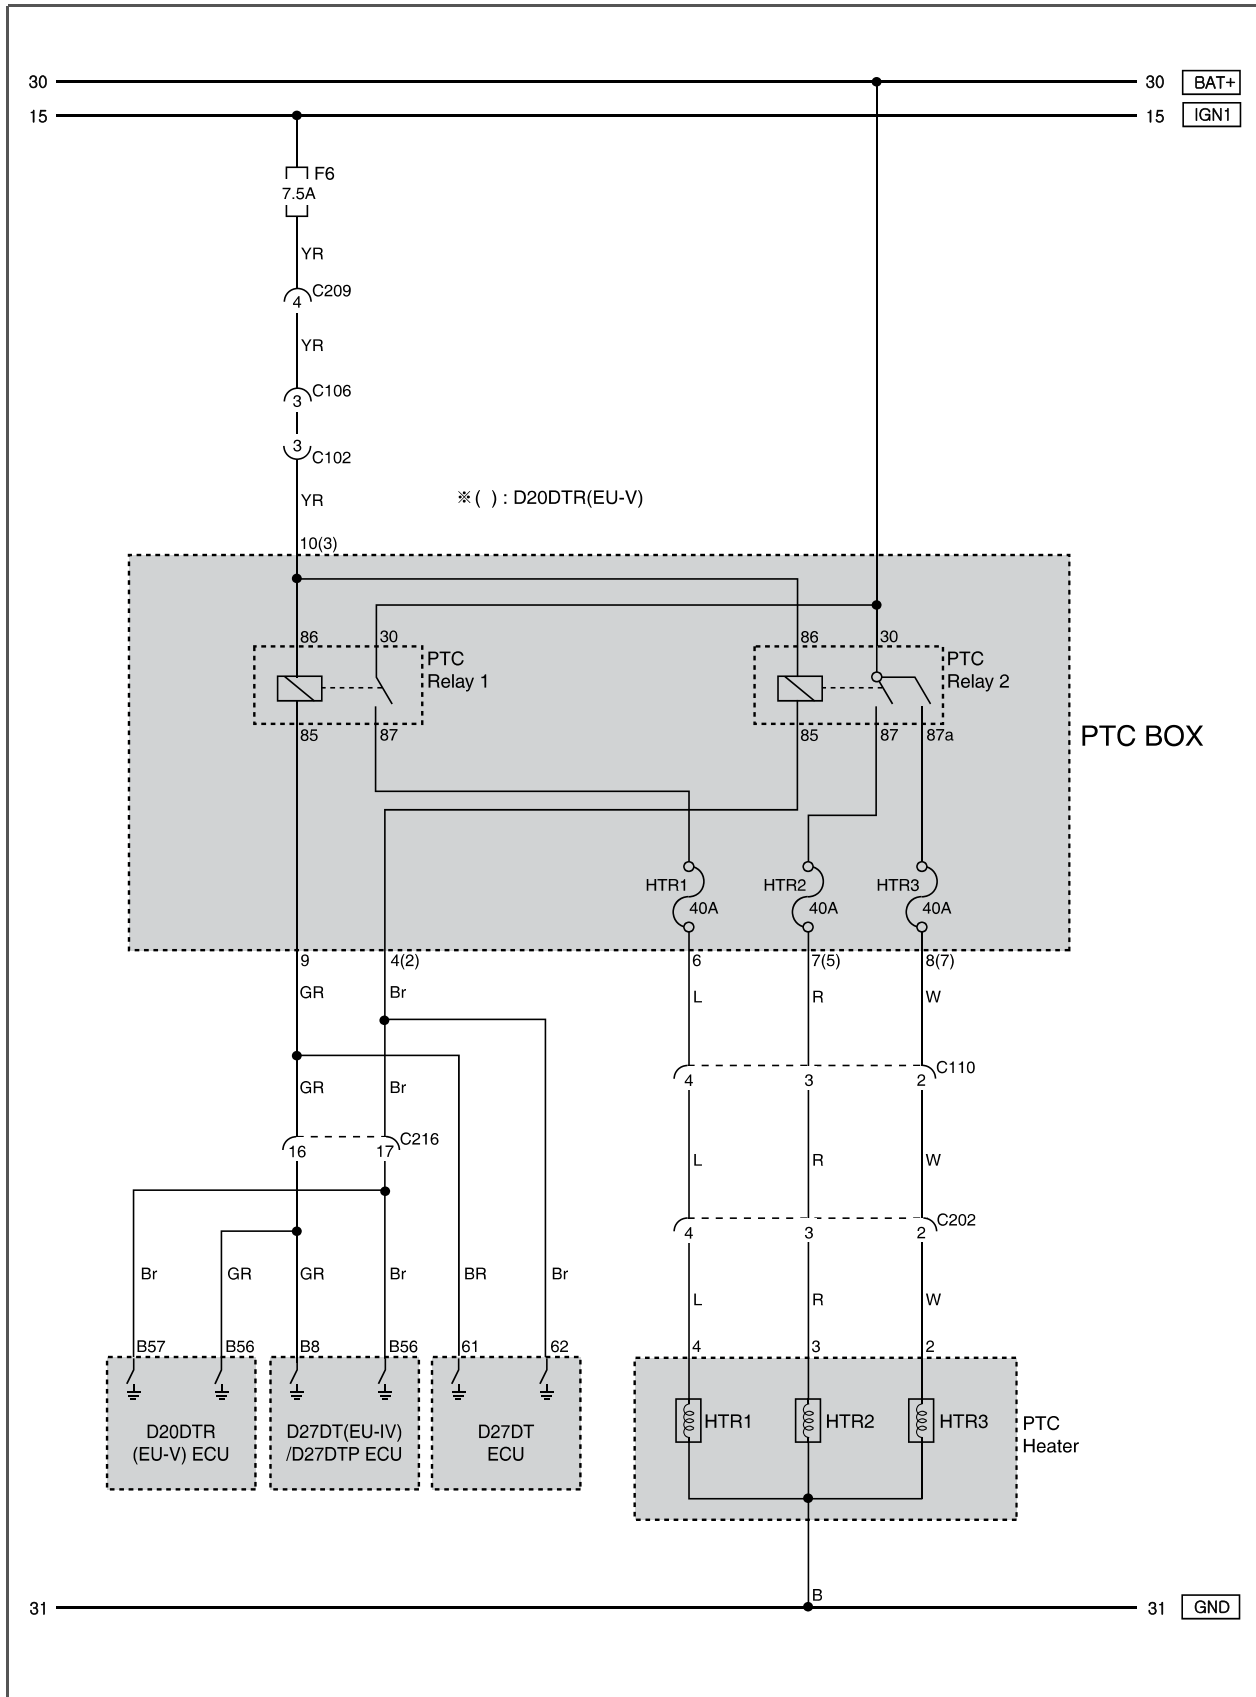 30 30 BAT+
15 15 IGN1
F6
7.5A
YR
C209
4
YR
C106
3
3
C102
YR
※( ) : D20DTR(EU-V)
10(3)
86 30 86 30
PTC
Relay 1
PTC
Relay 2
85 87 85 87 87a
PTC BOX
HTR1 HTR2 HTR3
40A 40A 40A
9 4(2) 6 7(5) 8(7)
GR Br L R W
C110
4 3 2
GR Br
C216
16 17
L R W
C202
4 3 2
Br GR GR Br BR Br
L R W
B57 B56 B8 B56 61 62 4 3 2
HTR1 HTR2 HTR3
PTC
Heater
D20DTR
(EU-V) ECU
D27DT(EU-IV)
/D27DTP ECU
D27DT
ECU
B
31 31 GND